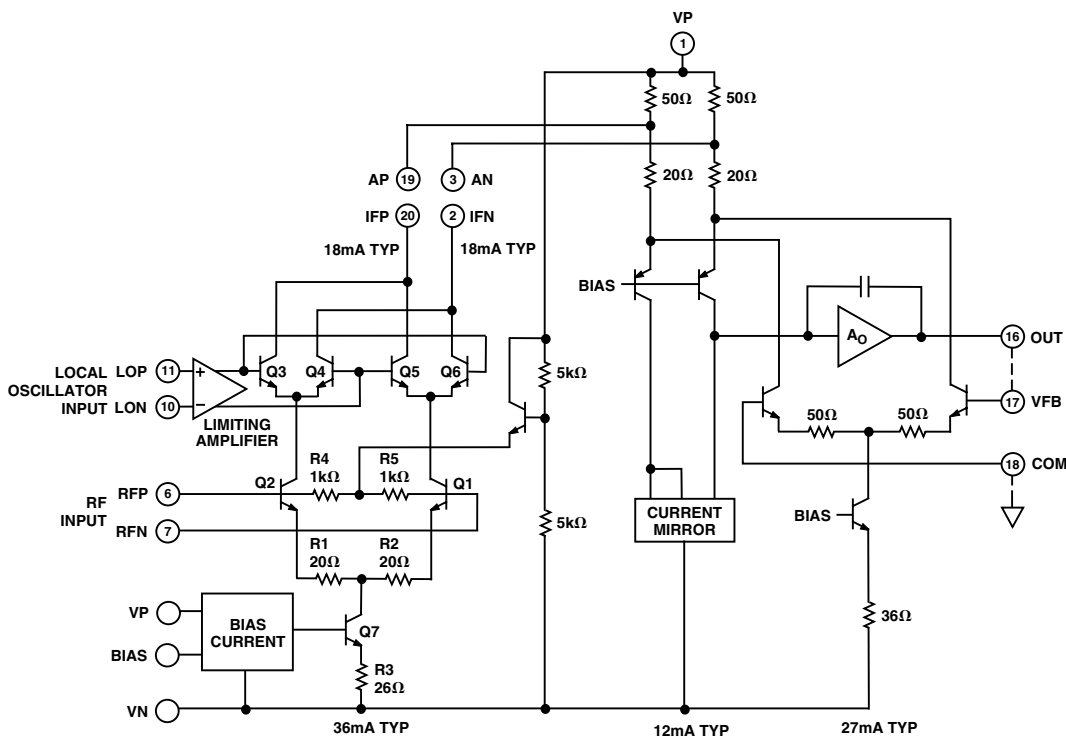 VP
1
50Ω
50Ω
AP 19
3 AN
20Ω
20Ω
IFP 20
2 IFN
18mA TYP
18mA TYP
BIAS
AO
16 OUT
LOCAL
OSCILLATOR
INPUT
LOP 11
LON 10
+
–
LIMITING
AMPLIFIER
Q3
Q4
Q5
Q6
5kΩ
50Ω
50Ω
17 VFB
18 COM
R4
1kΩ
R5
1kΩ
Q2
Q1
RF
INPUT
RFP 6
RFN 7
5kΩ
CURRENT
MIRROR
BIAS
R1
20Ω
R2
20Ω
VP
BIAS
BIAS
CURRENT
Q7
36Ω
R3
26Ω
VN
36mA TYP
12mA TYP
27mA TYP